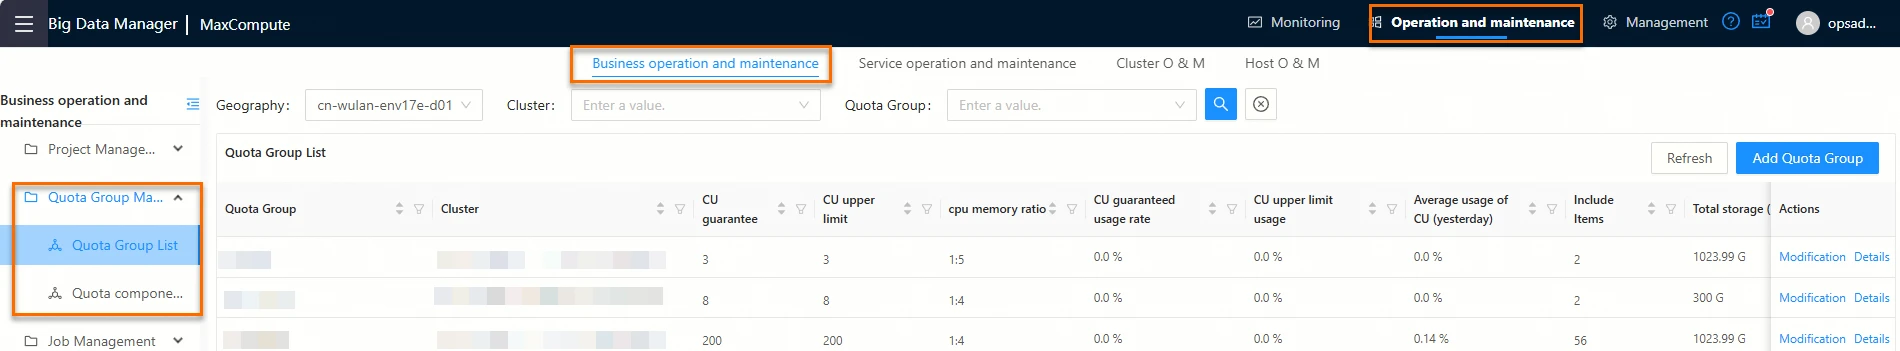 Big Data Manager | MaxCompute
Monitoring
Operation and maintenance
Management
opsad...
Business operation and maintenance
Service operation and maintenance
Cluster O & M
Host O & M
Business operation and
maintenance
Project Manage...
Quota Group Ma...
Quota Group List
Quota compone...
Job Management
Geography: cn-wulan-env17e-d01
Cluster: Enter a value.
Quota Group: Enter a value.
Quota Group List
Refresh
Add Quota Group
Quota Group
Cluster
CU
guarantee
CU upper
limit
cpu memory ratio
CU guaranteed
usage rate
CU upper limit
usage
Average usage of
CU (yesterday)
Include
Items
Total storage (
Actions
3 3 1:5 0.0 % 0.0 % 0.0 % 2 1023.99 G Modification Details
8 8 1:4 0.0 % 0.0 % 0.0 % 2 300 G Modification Details
200 200 1:4 0.0 % 0.0 % 0.14 % 56 1023.99 G Modification Details